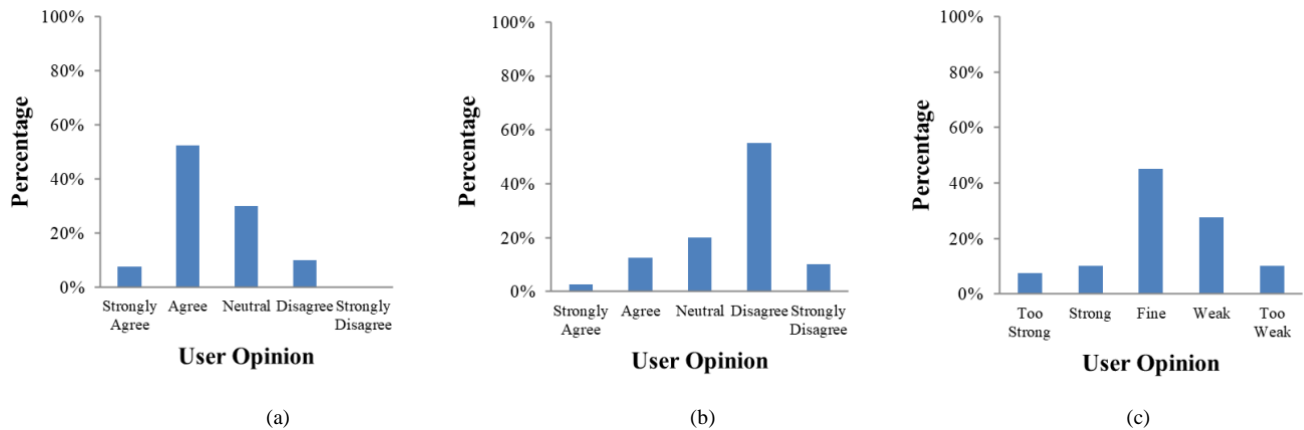 100%
80%
60%
40%
20%
0%
Percentage
Strongly Agree
Agree
Neutral
Disagree
Strongly Disagree
User Opinion
(a)
100%
80%
60%
40%
20%
0%
Percentage
Strongly Agree
Agree
Neutral
Disagree
Strongly Disagree
User Opinion
(b)
100%
80%
60%
40%
20%
0%
Percentage
Too Strong
Strong
Fine
Weak
Too Weak
User Opinion
(c)